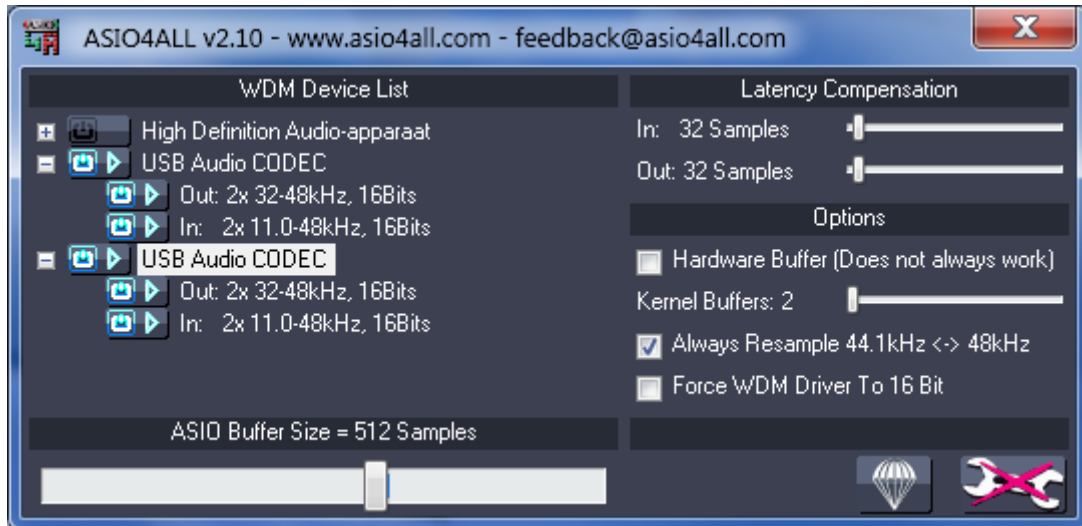 ASIO4ALL v2.10 - www.asio4all.com - feedback@asio4all.com
WDM Device List
High Definition Audio-apparaat
USB Audio CODEC
Out: 2x 32-48kHz, 16Bits
In: 2x 11.0-48kHz, 16Bits
USB Audio CODEC
Out: 2x 32-48kHz, 16Bits
In: 2x 11.0-48kHz, 16Bits
ASIO Buffer Size = 512 Samples
Latency Compensation
In: 32 Samples
Out: 32 Samples
Options
Hardware Buffer (Does not always work)
Kernel Buffers: 2
Always Resample 44.1kHz <-> 48kHz
Force WDM Driver To 16 Bit